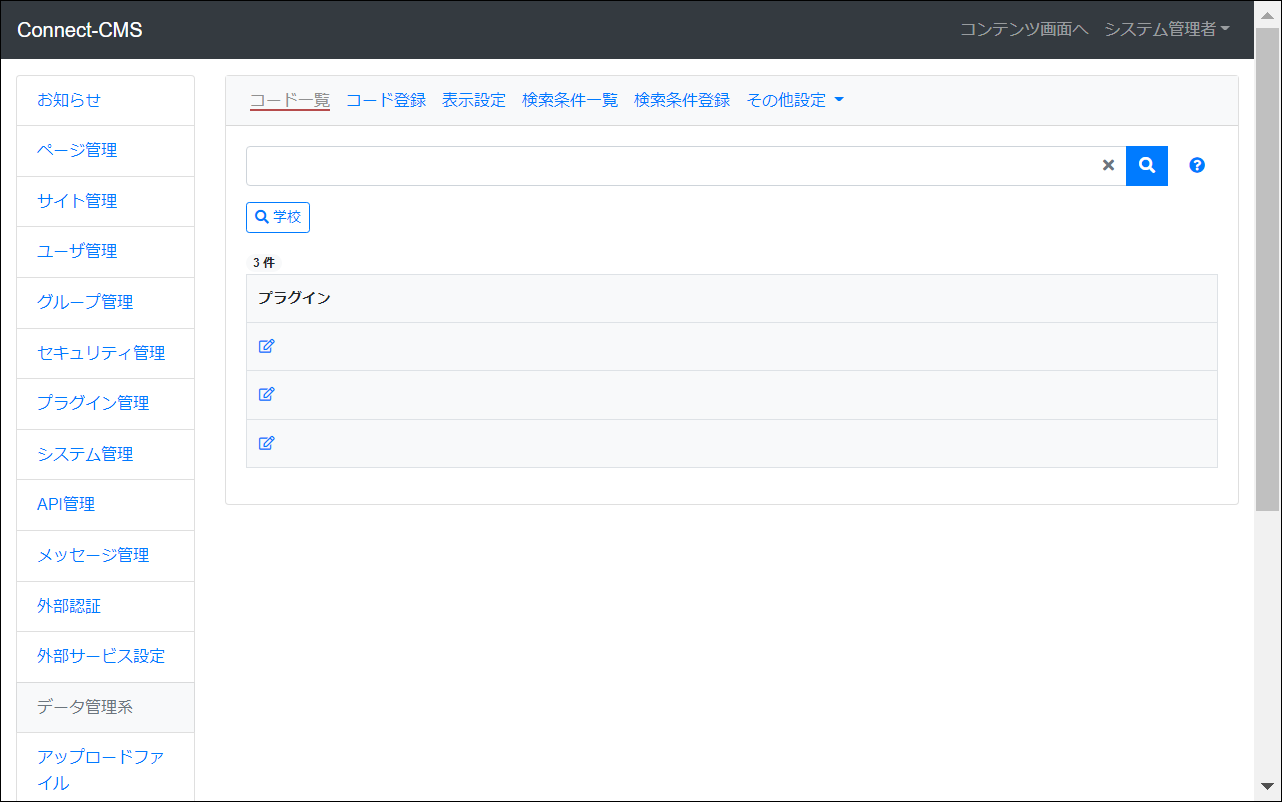 Connect-CMS
コンテンツ画面へ システム管理者
お知らせ
ページ管理
サイト管理
ユーザ管理
グループ管理
セキュリティ管理
プラグイン管理
システム管理
API管理
メッセージ管理
外部認証
外部サービス設定
データ管理系
アップロードファ
イル
コード一覧 コード登録 表示設定 検索条件一覧 検索条件登録 その他設定
学校
3 件
プラグイン